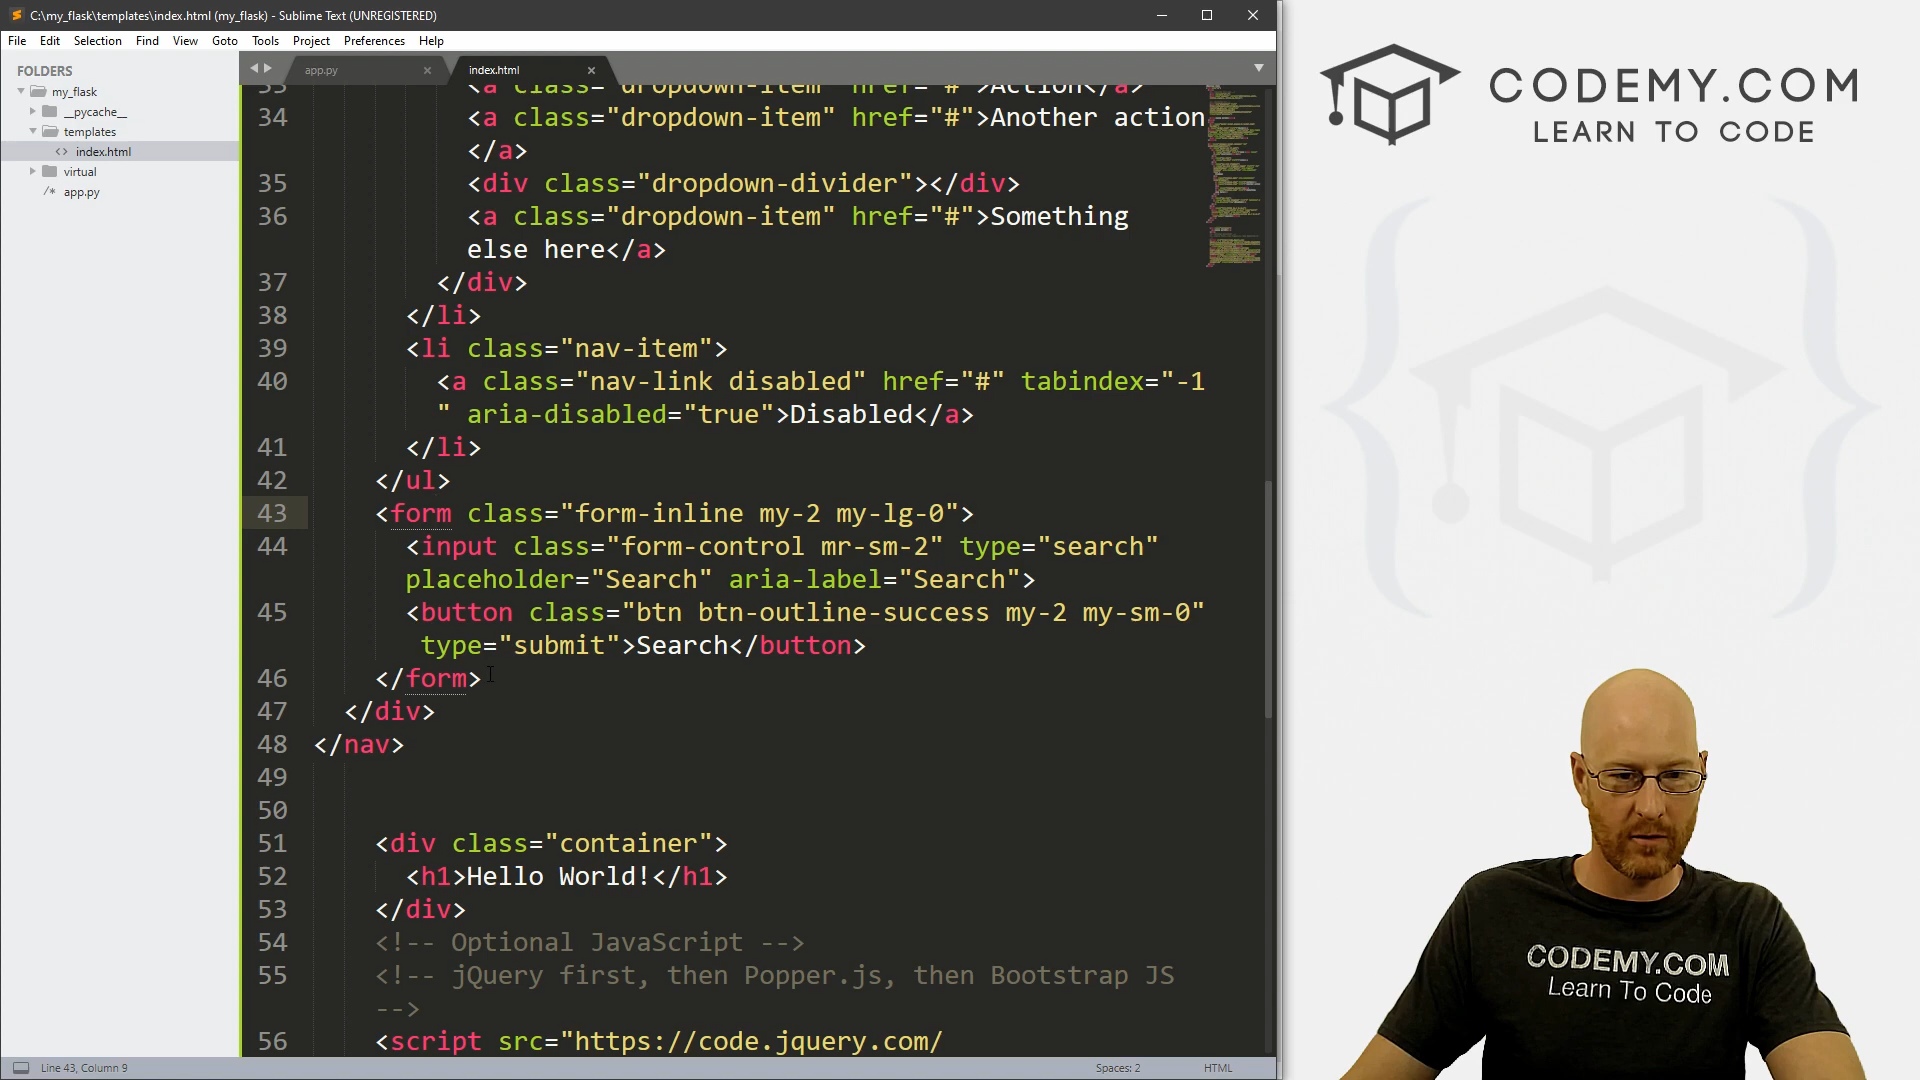 C:\my_flask\templates\index.html (my_flask) - Sublime Text (UNREGISTERED)
File Edit Selection Find View Goto Tools Project Preferences Help
FOLDERS
my_flask
__pycache__
templates
<> index.html
virtual
/* app.py
app.py
index.html
33 <a class="dropdown-item" href="#">Action</a>
34 <a class="dropdown-item" href="#">Another action
</a>
35 <div class="dropdown-divider"></div>
36 <a class="dropdown-item" href="#">Something
else here</a>
37 </div>
38 </li>
39 <li class="nav-item">
40 <a class="nav-link disabled" href="#" tabindex="-1
" aria-disabled="true">Disabled</a>
41 </li>
42 </ul>
43 <form class="form-inline my-2 my-lg-0">
44 <input class="form-control mr-sm-2" type="search"
placeholder="Search" aria-label="Search">
45 <button class="btn btn-outline-success my-2 my-sm-0"
type="submit">Search</button>
46 </form>
47 </div>
48 </nav>
49
50
51 <div class="container">
52 <h1>Hello World!</h1>
53 </div>
54 <!-- Optional JavaScript -->
55 <!-- jQuery first, then Popper.js, then Bootstrap JS
-->
56 <script src="https://code.jquery.com/
Line 43, Column 9
Spaces: 2
HTML
CODEMY.COM
LEARN TO CODE
CODEMY.COM
Learn To Code